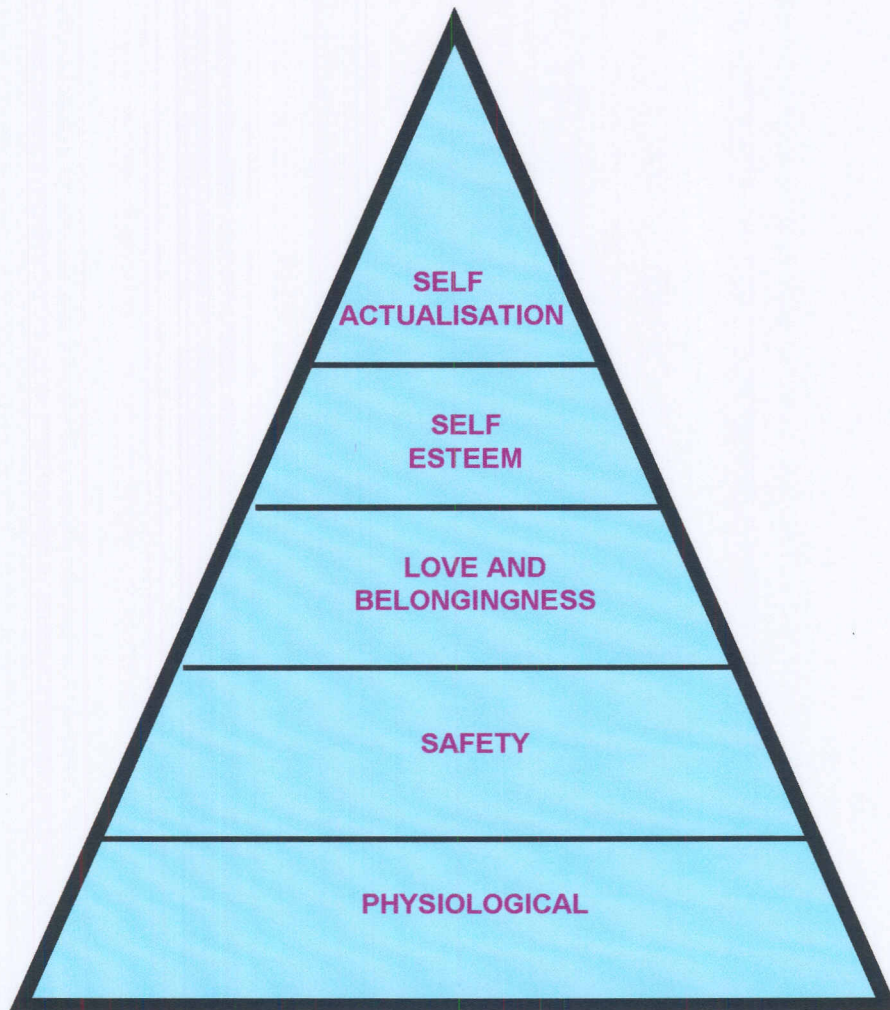 SELF
ACTUALISATION
SELF
ESTEEM
LOVE AND
BELONGINGNESS
SAFETY
PHYSIOLOGICAL